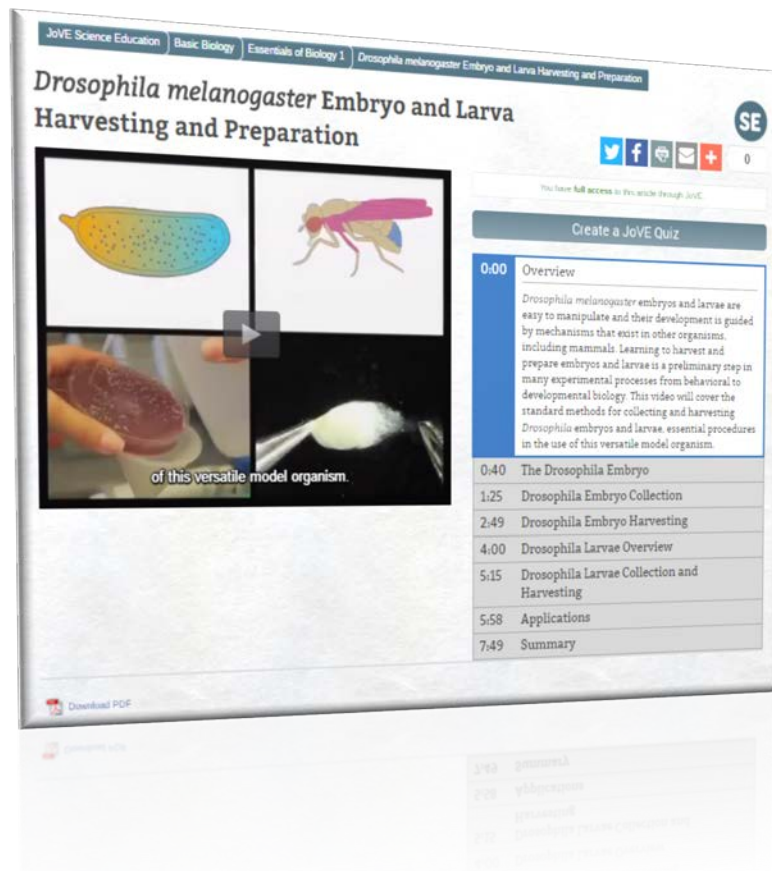 JoVE Science Education Basic Biology Essentials of Biology 1 Drosophila melanogaster Embryo and Larva Harvesting and Preparation
Drosophila melanogaster Embryo and Larva
Harvesting and Preparation
SE
0
You have full access to this article through JoVE
Create a JoVE Quiz
of this versatile model organism.
0:00 Overview
Drosophila melanogaster embryos and larvae are
easy to manipulate and their development is guided
by mechanisms that exist in other organisms,
including mammals. Learning to harvest and
prepare embryos and larvae is a preliminary step in
many experimental processes from behavioral to
developmental biology. This video will cover the
standard methods for collecting and harvesting
Drosophila embryos and larvae, essential procedures
in the use of this versatile model organism.
0:40 The Drosophila Embryo
1:25 Drosophila Embryo Collection
2:49 Drosophila Embryo Harvesting
4:00 Drosophila Larvae Overview
5:15 Drosophila Larvae Collection and
Harvesting
5:58 Applications
7:49 Summary
Download PDF